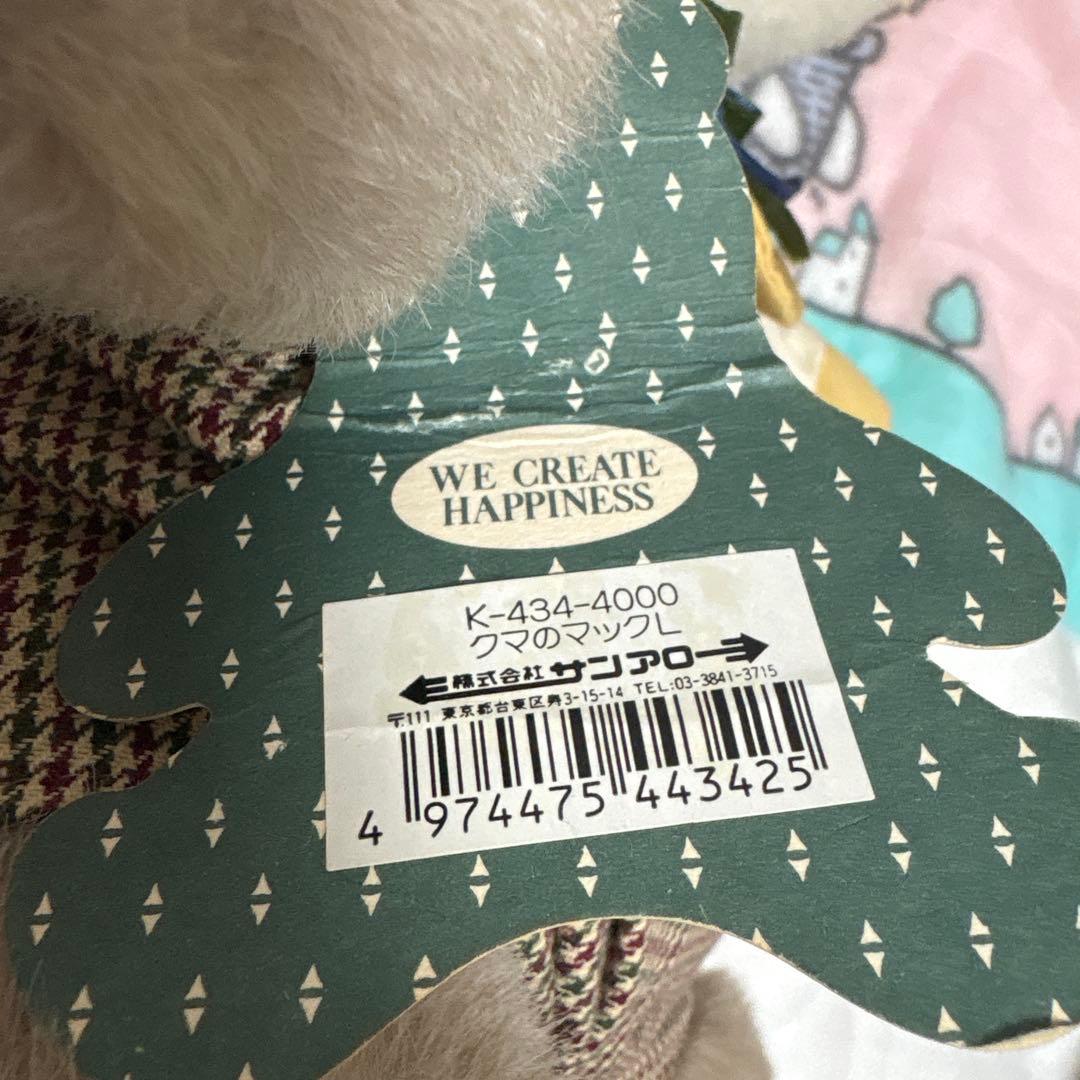 WE CREATE
HAPPINESS
K-434-4000
クマのマックL
株式会社 サンアロー
〒111 東京都台東区寿3-15-14 TEL:03-3841-3715
4 974475 443425